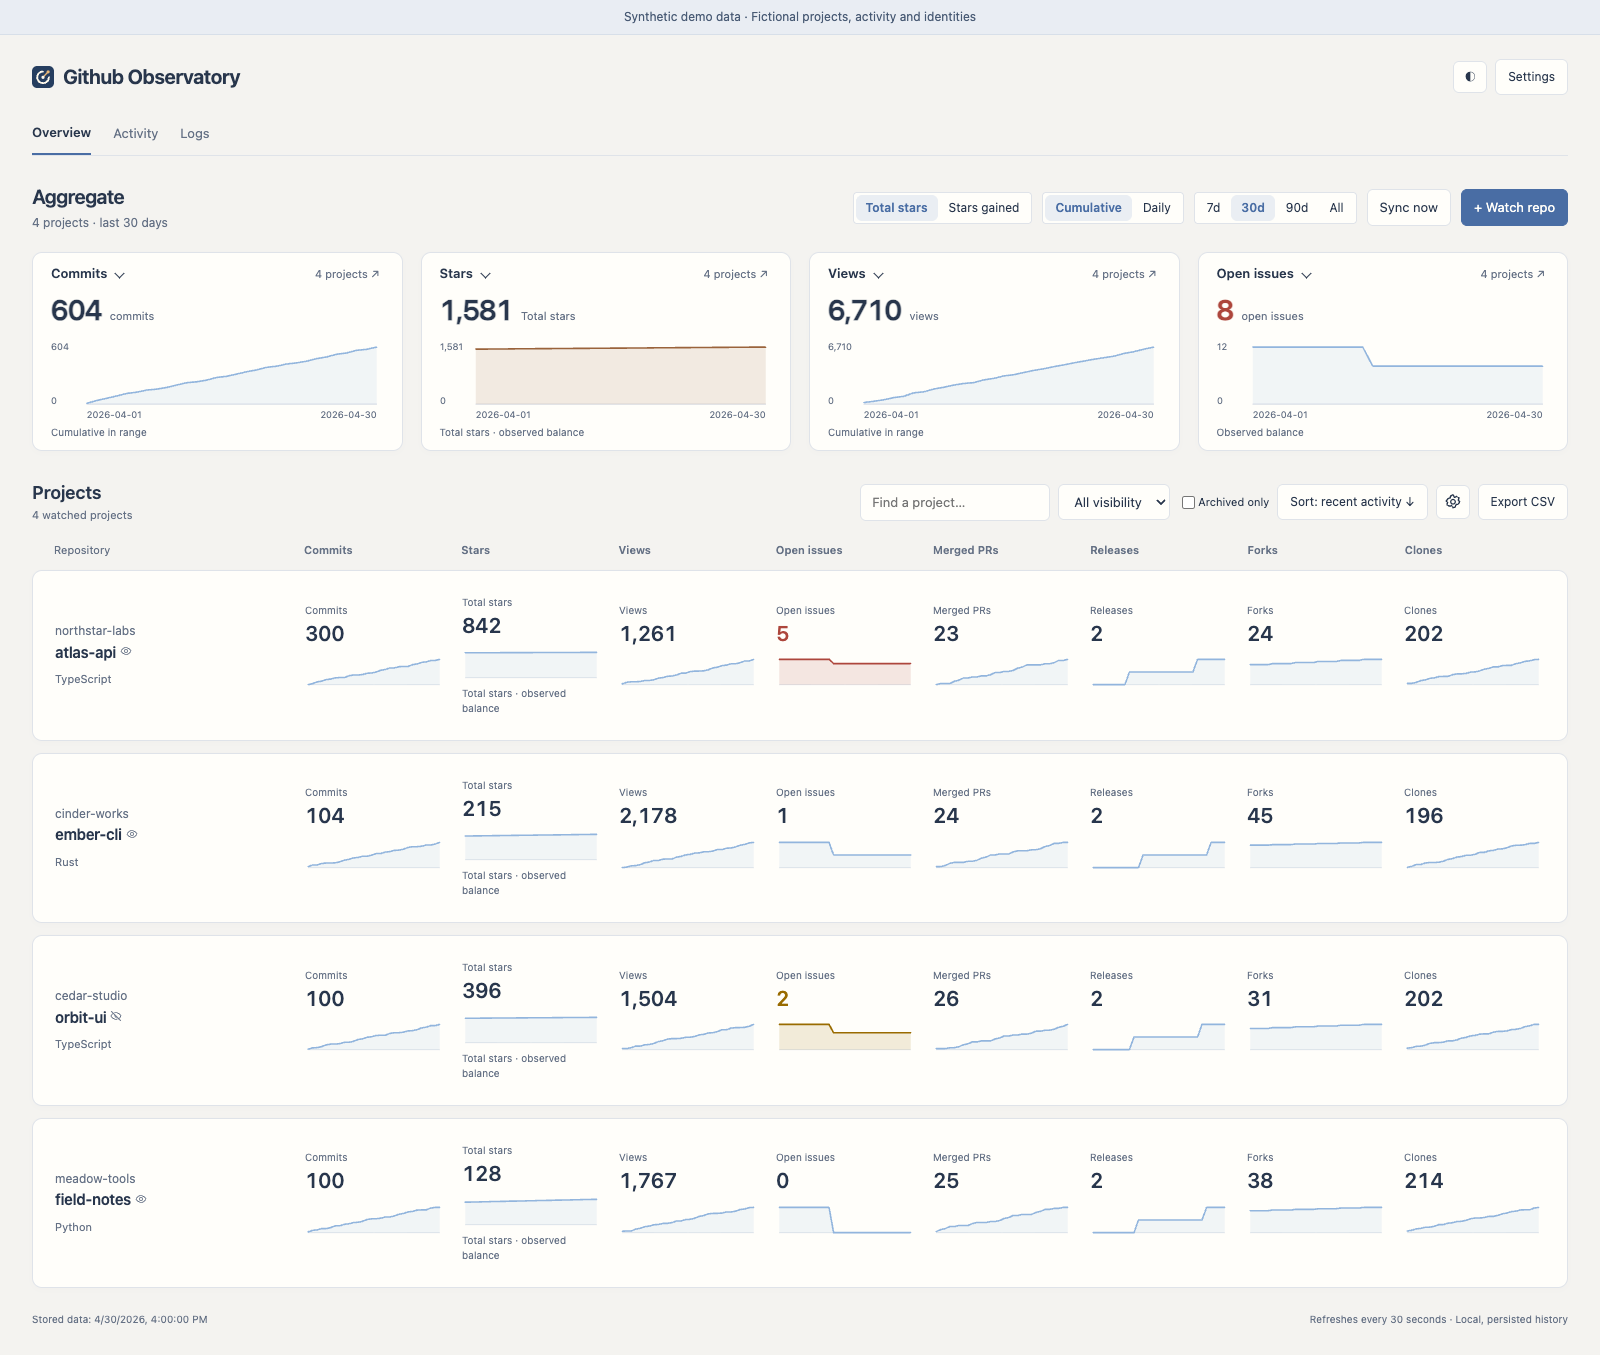 Synthetic demo data · Fictional projects, activity and identities
Github Observatory
Settings
Overview Activity Logs
Aggregate
4 projects · last 30 days
Total stars Stars gained Cumulative Daily 7d 30d 90d All Sync now + Watch repo
Commits 4 projects ↗
604 commits
604
0
2026-04-01 2026-04-30
Cumulative in range
Stars 4 projects ↗
1,581 Total stars
1,581
0
2026-04-01 2026-04-30
Total stars · observed balance
Views 4 projects ↗
6,710 views
6,710
0
2026-04-01 2026-04-30
Cumulative in range
Open issues 4 projects ↗
8 open issues
12
0
2026-04-01 2026-04-30
Observed balance
Projects
4 watched projects
Find a project... All visibility Archived only Sort: recent activity ↓ Export CSV
Repository Commits Stars Views Open issues Merged PRs Releases Forks Clones
northstar-labs
atlas-api
TypeScript
Commits
300
Total stars
842
Total stars · observed
balance
Views
1,261
Open issues
5
Merged PRs
23
Releases
2
Forks
24
Clones
202
cinder-works
ember-cli
Rust
Commits
104
Total stars
215
Total stars · observed
balance
Views
2,178
Open issues
1
Merged PRs
24
Releases
2
Forks
45
Clones
196
cedar-studio
orbit-ui
TypeScript
Commits
100
Total stars
396
Total stars · observed
balance
Views
1,504
Open issues
2
Merged PRs
26
Releases
2
Forks
31
Clones
202
meadow-tools
field-notes
Python
Commits
100
Total stars
128
Total stars · observed
balance
Views
1,767
Open issues
0
Merged PRs
25
Releases
2
Forks
38
Clones
214
Stored data: 4/30/2026, 4:00:00 PM
Refreshes every 30 seconds · Local, persisted history